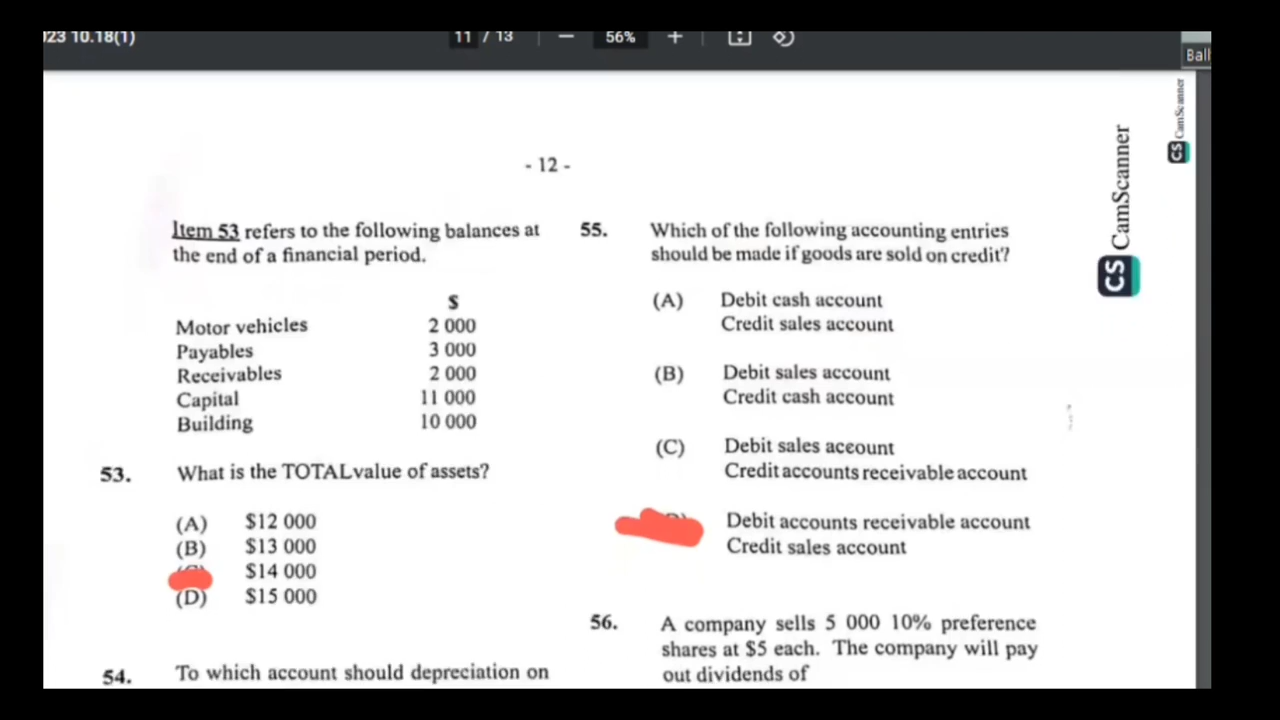 023 10.18(1) 11 / 13 − 56% +
Ball
- 12 -
Item 53 refers to the following balances at
the end of a financial period.
$
Motor vehicles 2 000
Payables 3 000
Receivables 2 000
Capital 11 000
Building 10 000
53. What is the TOTAL value of assets?
(A) $12 000
(B) $13 000
$14 000
(D) $15 000
54. To which account should depreciation on
55. Which of the following accounting entries
should be made if goods are sold on credit?
(A) Debit cash account
Credit sales account
(B) Debit sales account
Credit cash account
(C) Debit sales account
Credit accounts receivable account
Debit accounts receivable account
Credit sales account
56. A company sells 5 000 10% preference
shares at $5 each. The company will pay
out dividends of
CS CamScanner
CS CamScanner